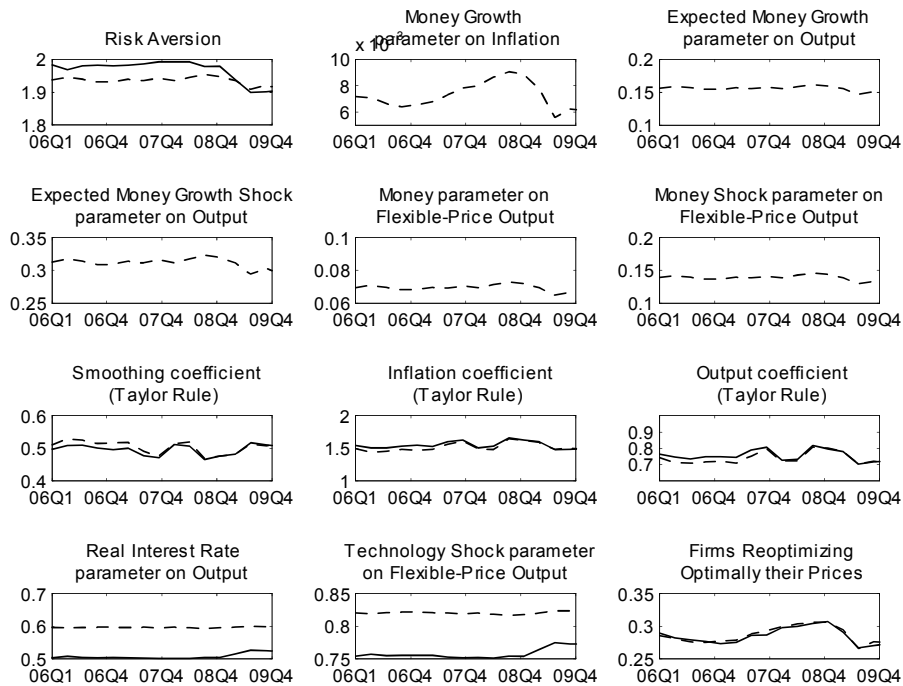 Risk Aversion
2
1.9
1.8
06Q1 06Q4 07Q4 08Q4 09Q4
Money Growth
parameter on Inflation
x 10-3
10
8
6
06Q1 06Q4 07Q4 08Q4 09Q4
Expected Money Growth
parameter on Output
0.2
0.15
0.1
06Q1 06Q4 07Q4 08Q4 09Q4
Expected Money Growth Shock
parameter on Output
0.35
0.3
0.25
06Q1 06Q4 07Q4 08Q4 09Q4
Money parameter on
Flexible-Price Output
0.1
0.08
0.06
06Q1 06Q4 07Q4 08Q4 09Q4
Money Shock parameter on
Flexible-Price Output
0.2
0.15
0.1
06Q1 06Q4 07Q4 08Q4 09Q4
Smoothing coefficient
(Taylor Rule)
0.6
0.5
0.4
06Q1 06Q4 07Q4 08Q4 09Q4
Inflation coefficient
(Taylor Rule)
2
1.5
1
06Q1 06Q4 07Q4 08Q4 09Q4
Output coefficient
(Taylor Rule)
0.9
0.8
0.7
06Q1 06Q4 07Q4 08Q4 09Q4
Real Interest Rate
parameter on Output
0.7
0.6
0.5
06Q1 06Q4 07Q4 08Q4 09Q4
Technology Shock parameter
on Flexible-Price Output
0.85
0.8
0.75
06Q1 06Q4 07Q4 08Q4 09Q4
Firms Reoptimizing
Optimally their Prices
0.35
0.3
0.25
06Q1 06Q4 07Q4 08Q4 09Q4